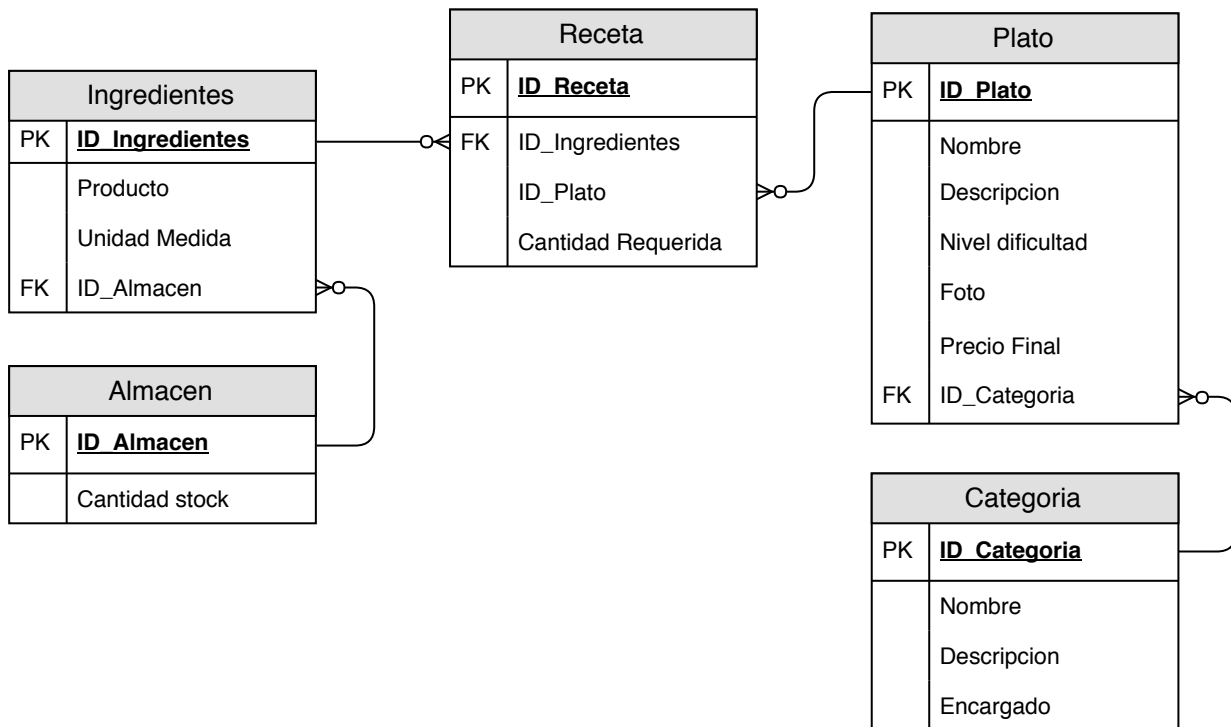 Ingredientes
PK ID_Ingredientes
Producto
Unidad Medida
FK ID_Almacen
Almacen
PK ID_Almacen
Cantidad stock
Receta
PK ID_Receta
FK ID_Ingredientes
ID_Plato
Cantidad Requerida
Plato
PK ID_Plato
Nombre
Descripcion
Nivel dificultad
Foto
Precio Final
FK ID_Categoria
Categoria
PK ID_Categoria
Nombre
Descripcion
Encargado